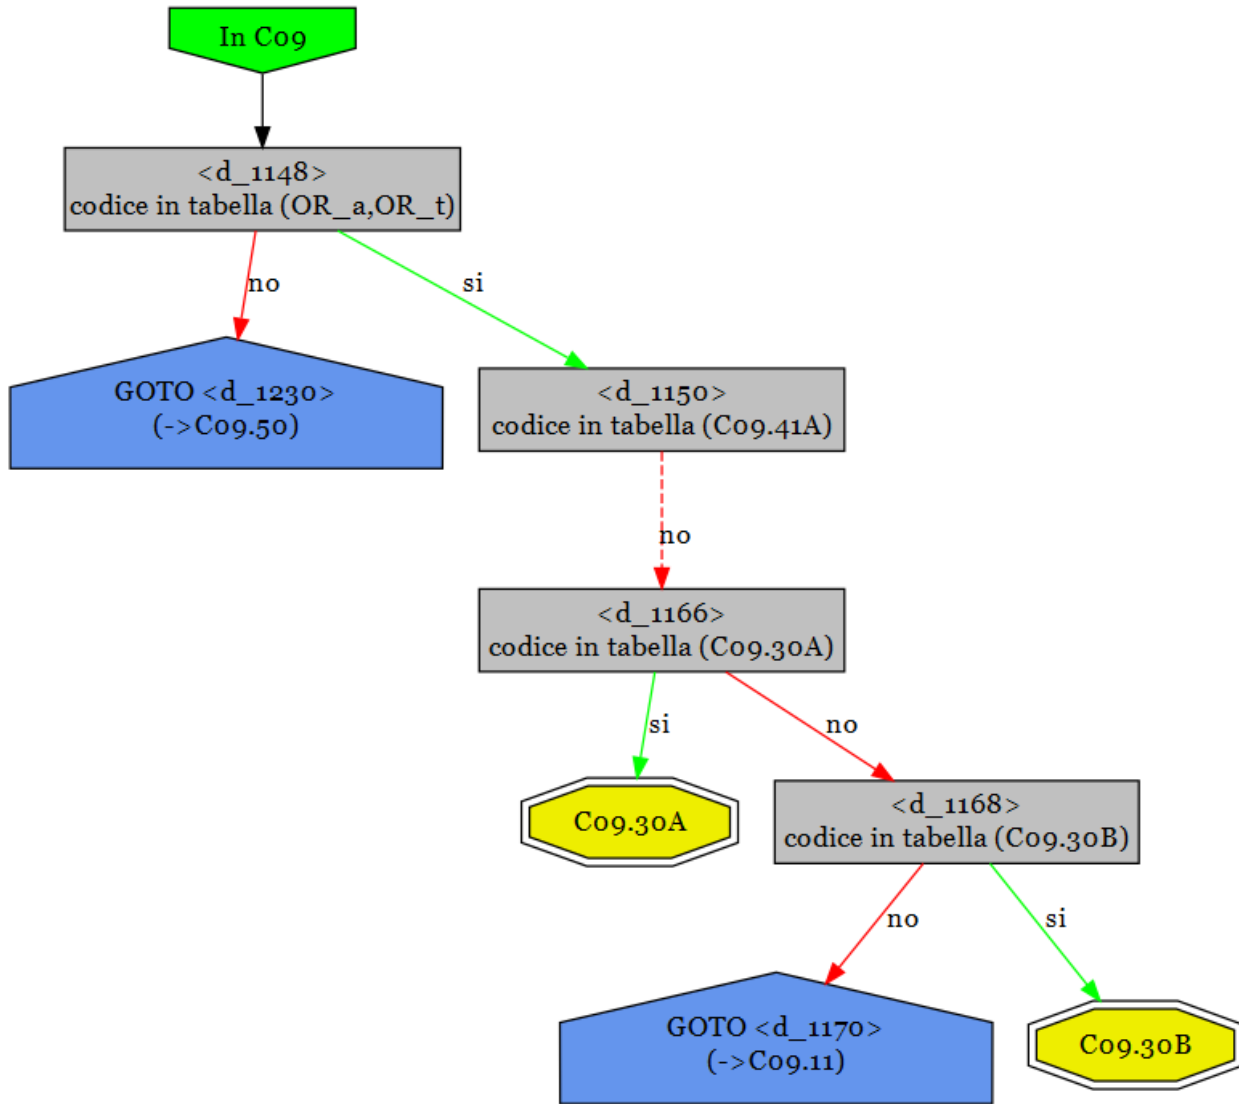 In C09
<d_1148>
codice in tabella (OR_a,OR_t)
no
si
GOTO <d_1230>
(->C09.50)
<d_1150>
codice in tabella (C09.41A)
no
<d_1166>
codice in tabella (C09.30A)
si
no
C09.30A
<d_1168>
codice in tabella (C09.30B)
no
si
GOTO <d_1170>
(->C09.11)
C09.30B